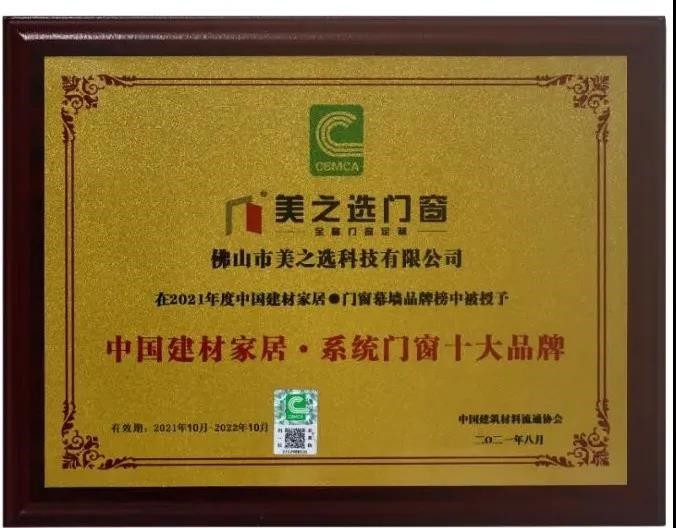 CBMCA
美之选门窗
全屋门窗定制
佛山市美之选科技有限公司
在2021年度中国建材家居●门窗幕墙品牌榜中被授予
中国建材家居·系统门窗十大品牌
有效期：2021年10月-2022年10月
CBMCA
中国建筑材料流通协会
二〇二一年八月